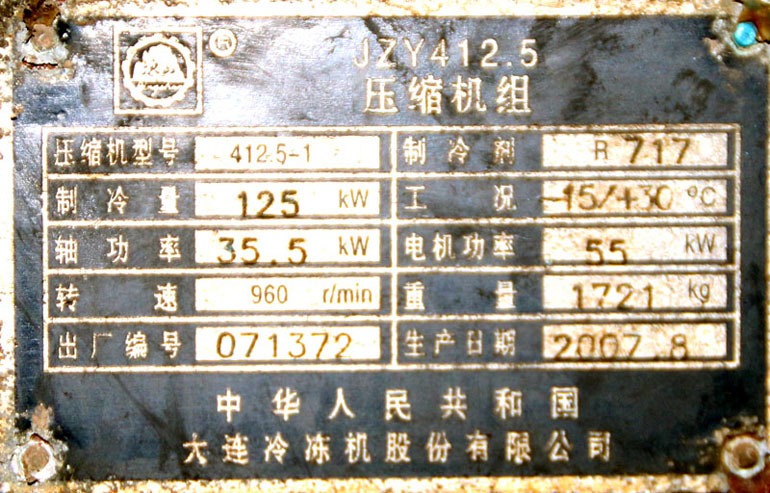 ®
JZY412.5
压缩机组
压缩机型号 412.5-1 制冷剂 R 717
制冷量 125 kW 工况 -15/+30 ºC
轴功率 35.5 kW 电机功率 55 kW
转速 960 r/min 重量 1721 kg
出厂编号 071372 生产日期 2007.8
中华人民共和国
大连冷冻机股份有限公司